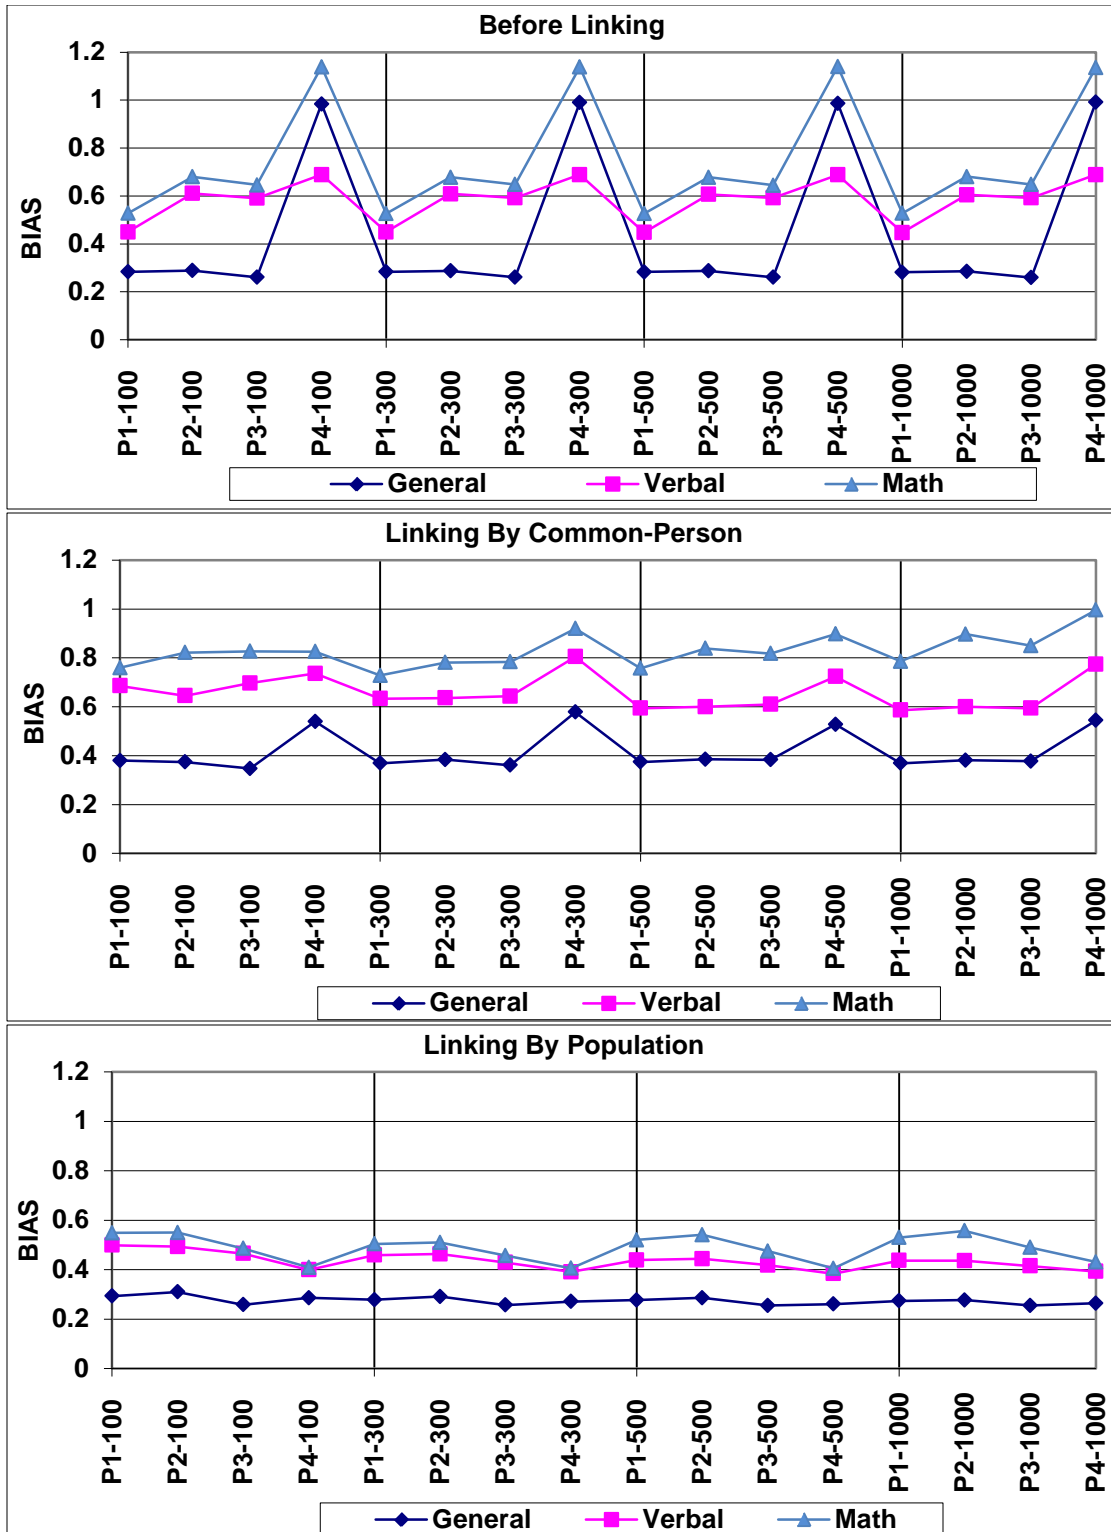 Before Linking
1.2
1
0.8
0.6
0.4
0.2
0
BIAS
P1-100
P2-100
P3-100
P4-100
P1-300
P2-300
P3-300
P4-300
P1-500
P2-500
P3-500
P4-500
P1-1000
P2-1000
P3-1000
P4-1000
General Verbal Math
Linking By Common-Person
1.2
1
0.8
0.6
0.4
0.2
0
BIAS
P1-100
P2-100
P3-100
P4-100
P1-300
P2-300
P3-300
P4-300
P1-500
P2-500
P3-500
P4-500
P1-1000
P2-1000
P3-1000
P4-1000
General Verbal Math
Linking By Population
1.2
1
0.8
0.6
0.4
0.2
0
BIAS
P1-100
P2-100
P3-100
P4-100
P1-300
P2-300
P3-300
P4-300
P1-500
P2-500
P3-500
P4-500
P1-1000
P2-1000
P3-1000
P4-1000
General Verbal Math